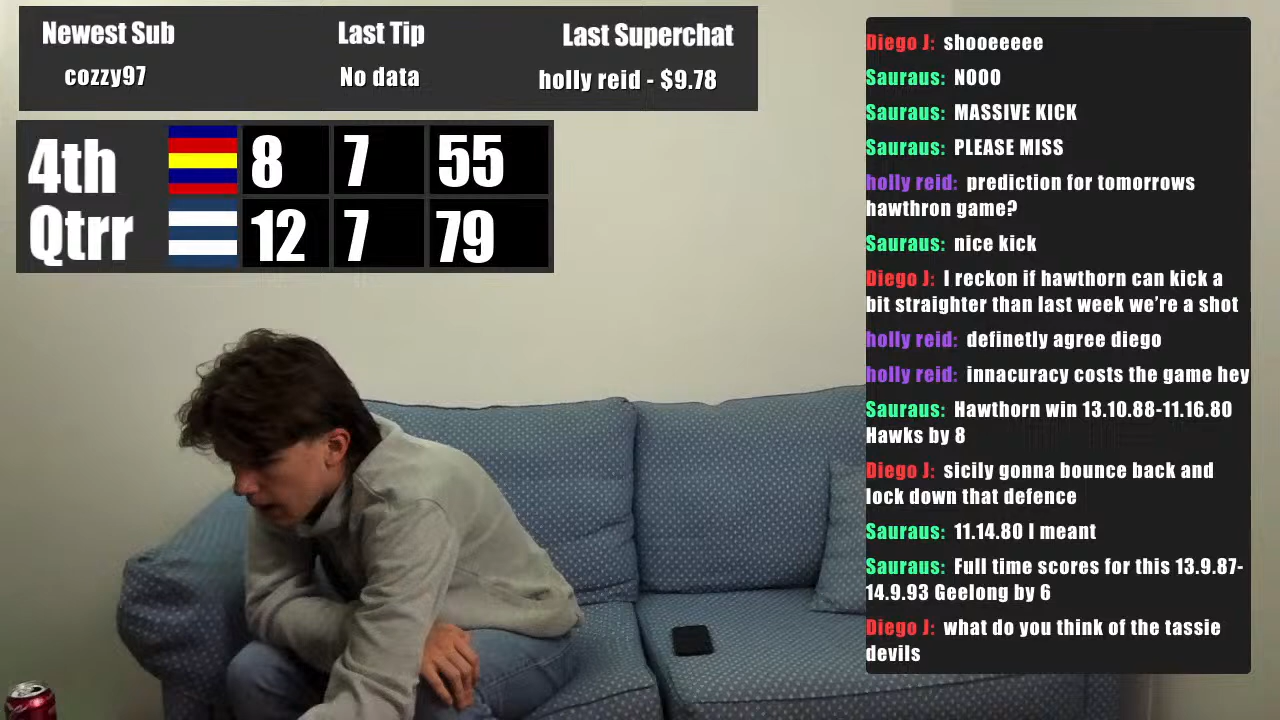 Newest Sub
Last Tip
Last Superchat
cozzy97
No data
holly reid - $9.78
4th
8
7
55
Qtrr
12
7
79
Diego J: shooeeeee
Sauraus: NOOO
Sauraus: MASSIVE KICK
Sauraus: PLEASE MISS
holly reid: prediction for tomorrows
hawthron game?
Sauraus: nice kick
Diego J: I reckon if hawthorn can kick a
bit straighter than last week we’re a shot
holly reid: definetly agree diego
holly reid: innacuracy costs the game hey
Sauraus: Hawthorn win 13.10.88-11.16.80
Hawks by 8
Diego J: sicily gonna bounce back and
lock down that defence
Sauraus: 11.14.80 I meant
Sauraus: Full time scores for this 13.9.87-
14.9.93 Geelong by 6
Diego J: what do you think of the tassie
devils